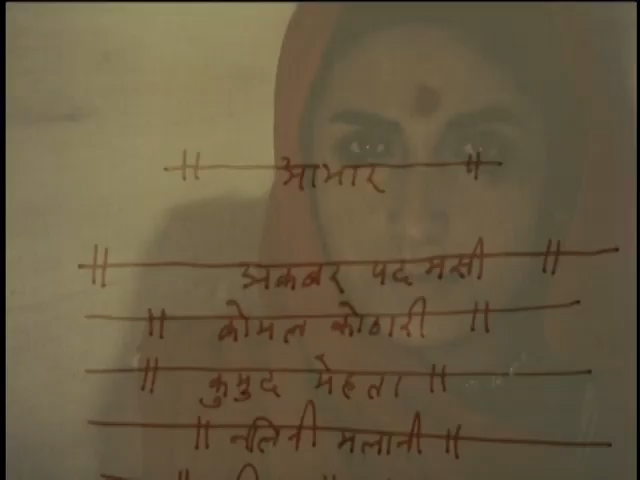 ॥ आभार ॥
॥ अकबर पदमसी ॥
॥ कोमल कोठारी ॥
॥ कुमुद मेहता ॥
॥ नलिनी मलानी ॥